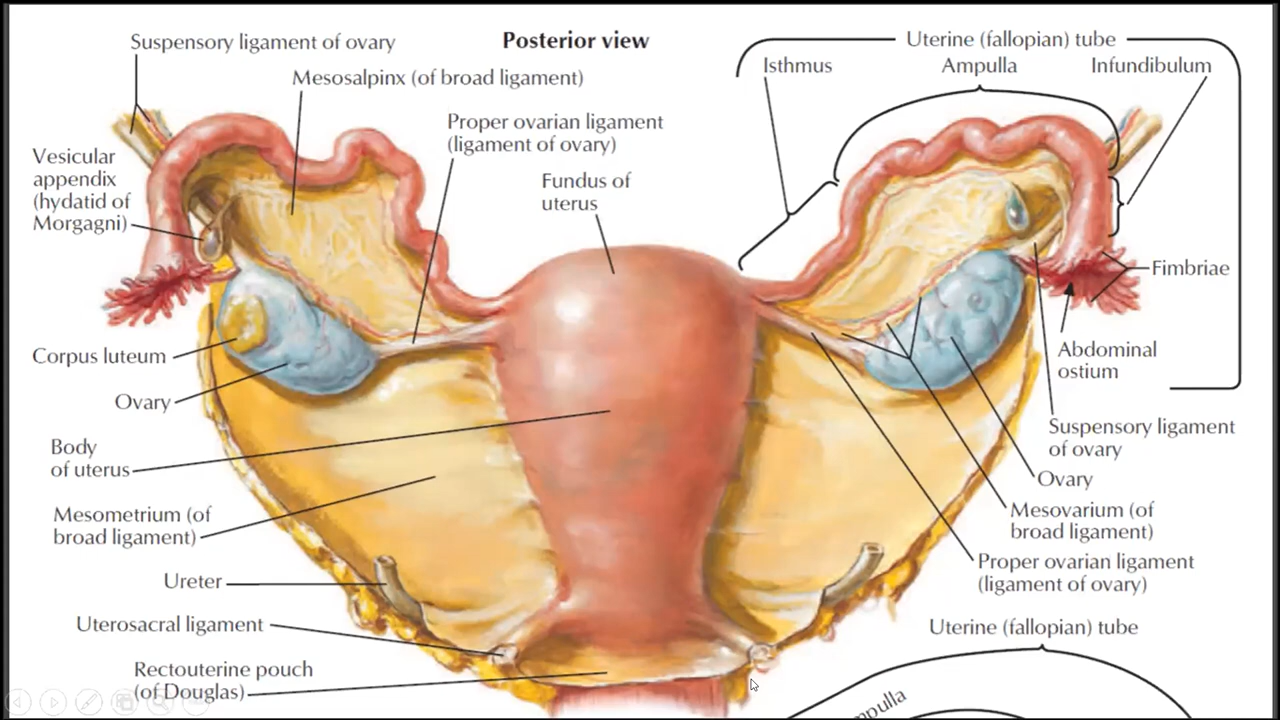 Suspensory ligament of ovary
Posterior view
Uterine (fallopian) tube
Isthmus
Ampulla
Infundibulum
Mesosalpinx (of broad ligament)
Proper ovarian ligament
(ligament of ovary)
Vesicular
appendix
(hydatid of
Morgagni)
Fundus of
uterus
Fimbriae
Corpus luteum
Abdominal
ostium
Ovary
Suspensory ligament
of ovary
Body
of uterus
Ovary
Mesovarium (of
broad ligament)
Mesometrium (of
broad ligament)
Proper ovarian ligament
(ligament of ovary)
Ureter
Uterosacral ligament
Uterine (fallopian) tube
Rectouterine pouch
(of Douglas)